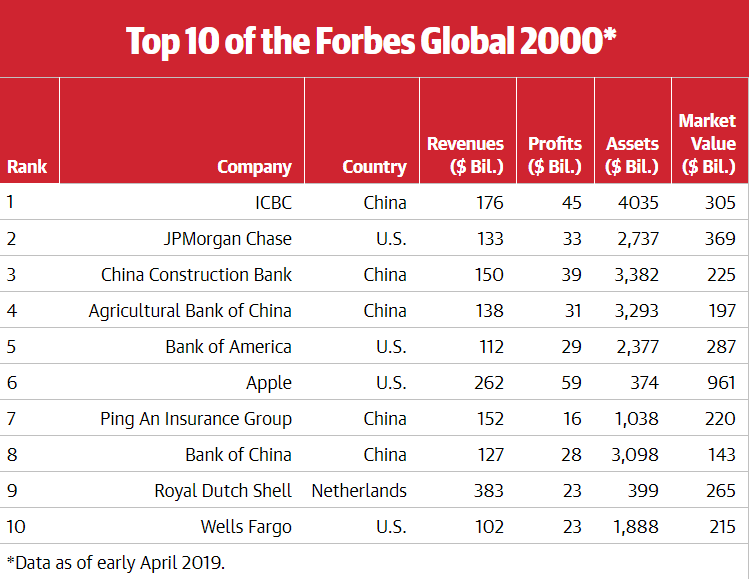 Top 10 of the Forbes Global 2000*
Rank Company Country Revenues ($ Bil.) Profits ($ Bil.) Assets ($ Bil.) Market Value ($ Bil.)
1 ICBC China 176 45 4035 305
2 JPMorgan Chase U.S. 133 33 2,737 369
3 China Construction Bank China 150 39 3,382 225
4 Agricultural Bank of China China 138 31 3,293 197
5 Bank of America U.S. 112 29 2,377 287
6 Apple U.S. 262 59 374 961
7 Ping An Insurance Group China 152 16 1,038 220
8 Bank of China China 127 28 3,098 143
9 Royal Dutch Shell Netherlands 383 23 399 265
10 Wells Fargo U.S. 102 23 1,888 215
*Data as of early April 2019.